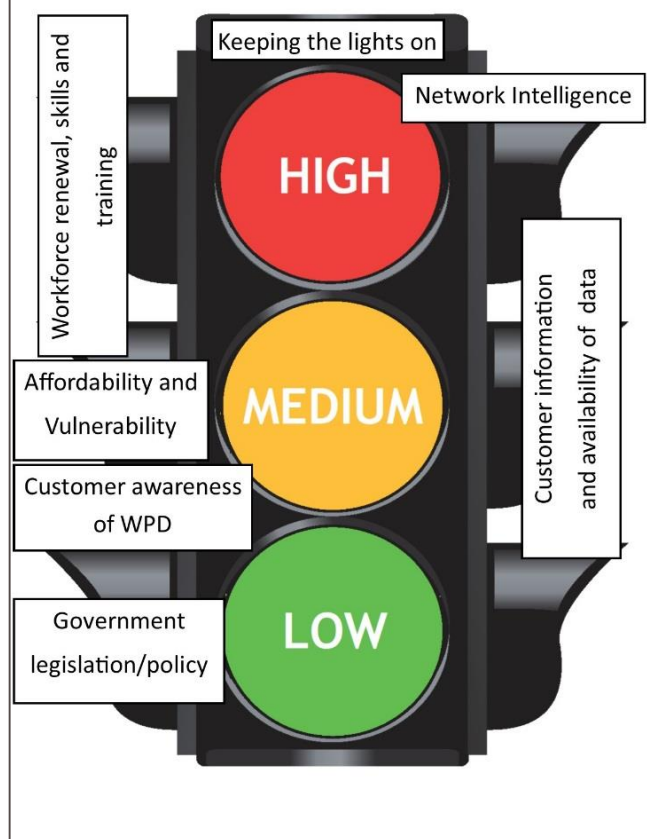 Keeping the lights on
Network Intelligence
HIGH
Workforce renewal, skills and
training
Customer information
and availability of data
MEDIUM
Affordability and
Vulnerability
Customer awareness
of WPD
Government
legislation/policy
LOW